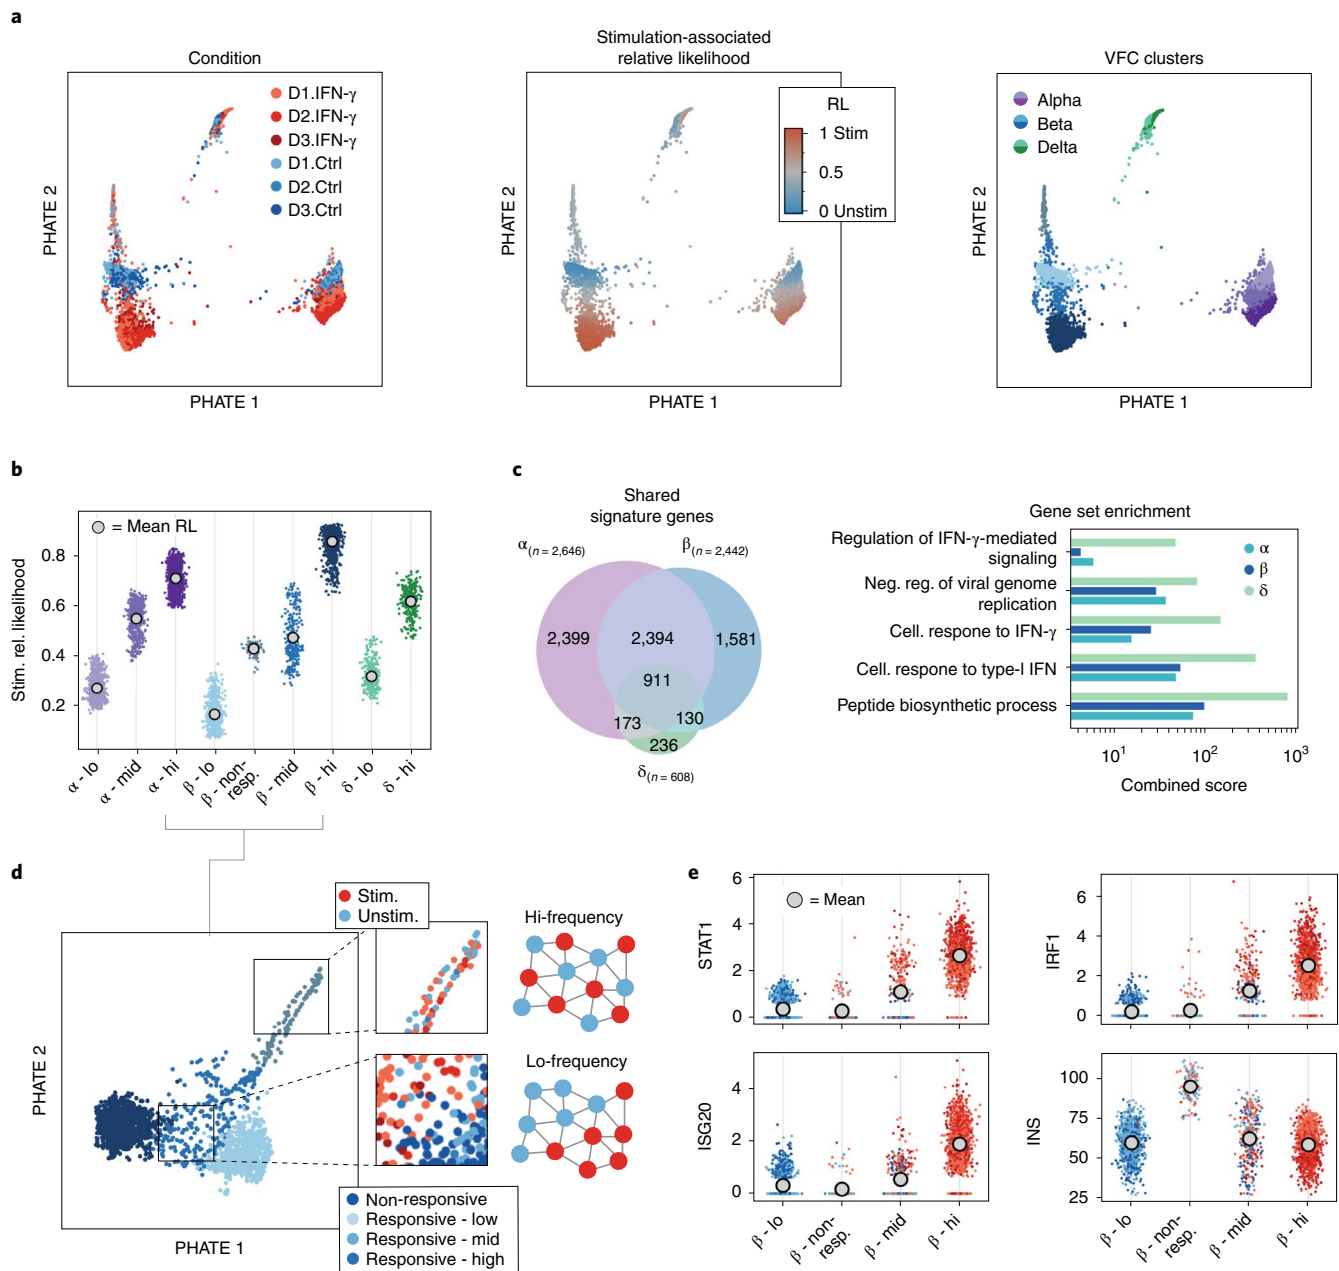 a
Condition
D1.IFN-γ
D2.IFN-γ
D3.IFN-γ
D1.Ctrl
D2.Ctrl
D3.Ctrl
PHATE 2
PHATE 1
Stimulation-associated
relative likelihood
RL
1 Stim
0.5
0 Unstim
PHATE 2
PHATE 1
VFC clusters
Alpha
Beta
Delta
PHATE 2
PHATE 1
b
= Mean RL
Stim. rel. likelihood
0.8
0.6
0.4
0.2
α - lo
α - mid
α - hi
β - lo
β - non-
resp.
β - mid
β - hi
δ - lo
δ - hi
c
Shared
signature genes
α(n = 2,646)
β(n = 2,442)
2,399
2,394
1,581
911
173
130
236
δ(n = 608)
Gene set enrichment
Regulation of IFN-γ-mediated
signaling
Neg. reg. of viral genome
replication
Cell. respone to IFN-γ
Cell. respone to type-I IFN
Peptide biosynthetic process
α
β
δ
10¹
10²
10³
Combined score
d
Stim.
Unstim.
Hi-frequency
Lo-frequency
PHATE 2
PHATE 1
Non-responsive
Responsive - low
Responsive - mid
Responsive - high
e
= Mean
STAT1
6
4
2
0
IRF1
6
4
2
0
ISG20
4
2
0
β - lo
β - non-
resp.
β - mid
β - hi
INS
100
75
50
25
β - lo
β - non-
resp.
β - mid
β - hi